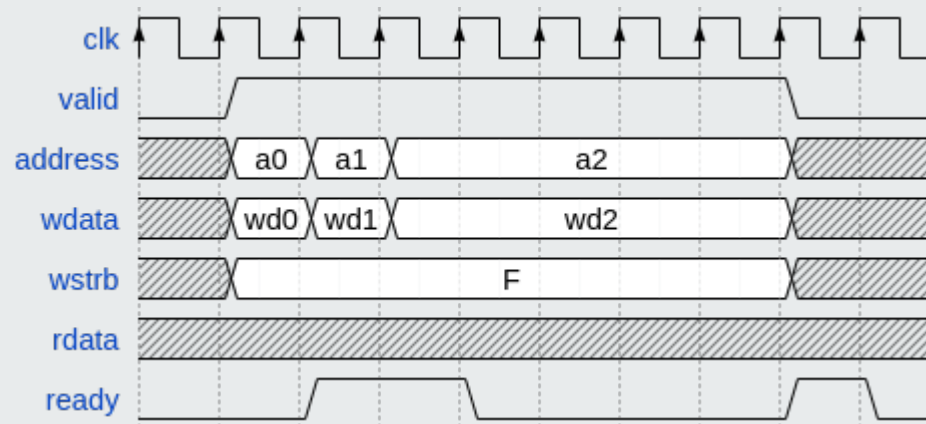 clk
valid
address a0 a1 a2
wdata wd0 wd1 wd2
wstrb F
rdata
ready